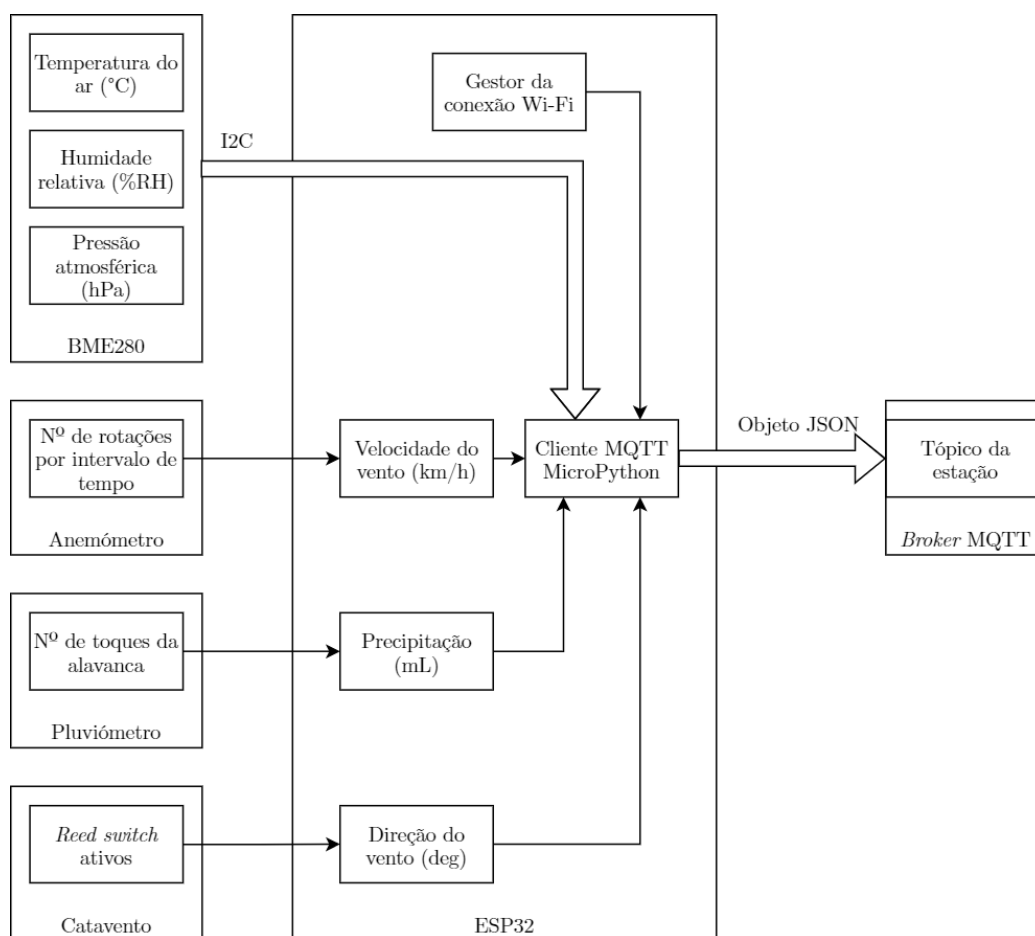 Temperatura do
ar (°C)
Humidade
relativa (%RH)
Pressão
atmosférica
(hPa)
BME280
I2C
Gestor da
conexão Wi-Fi
Nº de rotações
por intervalo de
tempo
Anemómetro
Velocidade do
vento (km/h)
Cliente MQTT
MicroPython
Objeto JSON
Tópico da
estação
Broker MQTT
Nº de toques da
alavanca
Pluviómetro
Precipitação
(mL)
Reed switch
ativos
Catavento
Direção do
vento (deg)
ESP32